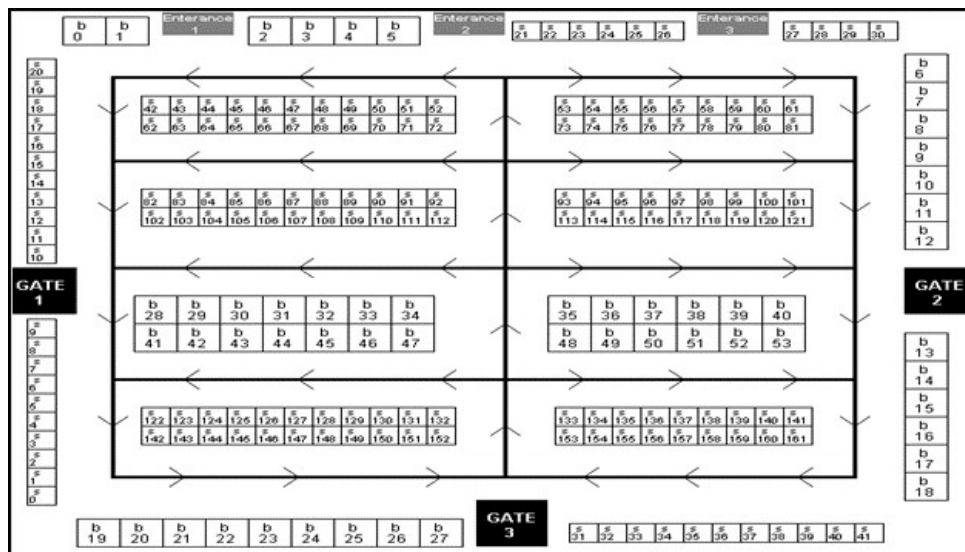 b b Enterance b b b b Enterance Enterance
0 1 1 2 3 4 5 2 3
s s s s s s
21 22 23 24 25 26
s s s s
27 28 29 30
s
20
s
19
s
18
s
17
s
16
s
15
s
14
s
13
s
12
s
11
s
10
GATE
1
s
9
s
8
s
7
s
6
s
5
s
4
s
3
s
2
s
1
s
0
s s s s s s s s s s s
42 43 44 45 46 47 48 49 50 51 52
s s s s s s s s s s s
62 63 64 65 66 67 68 69 70 71 72
s s s s s s s s s
53 54 55 56 57 58 59 60 61
s s s s s s s s s
73 74 75 76 77 78 79 80 81
s s s s s s s s s s s
82 83 84 85 86 87 88 89 90 91 92
s s s s s s s s s s s
102 103 104 105 106 107 108 109 110 111 112
s s s s s s s s s
93 94 95 96 97 98 99 100 101
s s s s s s s s s
113 114 115 116 117 118 119 120 121
b b b b b b b
28 29 30 31 32 33 34
b b b b b b b
41 42 43 44 45 46 47
b b b b b b
35 36 37 38 39 40
b b b b b b
48 49 50 51 52 53
s s s s s s s s s s s
122 123 124 125 126 127 128 129 130 131 132
s s s s s s s s s s s
142 143 144 145 146 147 148 149 150 151 152
s s s s s s s s s
133 134 135 136 137 138 139 140 141
s s s s s s s s s
153 154 155 156 157 158 159 160 161
b
6
b
7
b
8
b
9
b
10
b
11
b
12
GATE
2
b
13
b
14
b
15
b
16
b
17
b
18
b b b b b b b b b
19 20 21 22 23 24 25 26 27
GATE
3
s s s s s s s s s s s
31 32 33 34 35 36 37 38 39 40 41